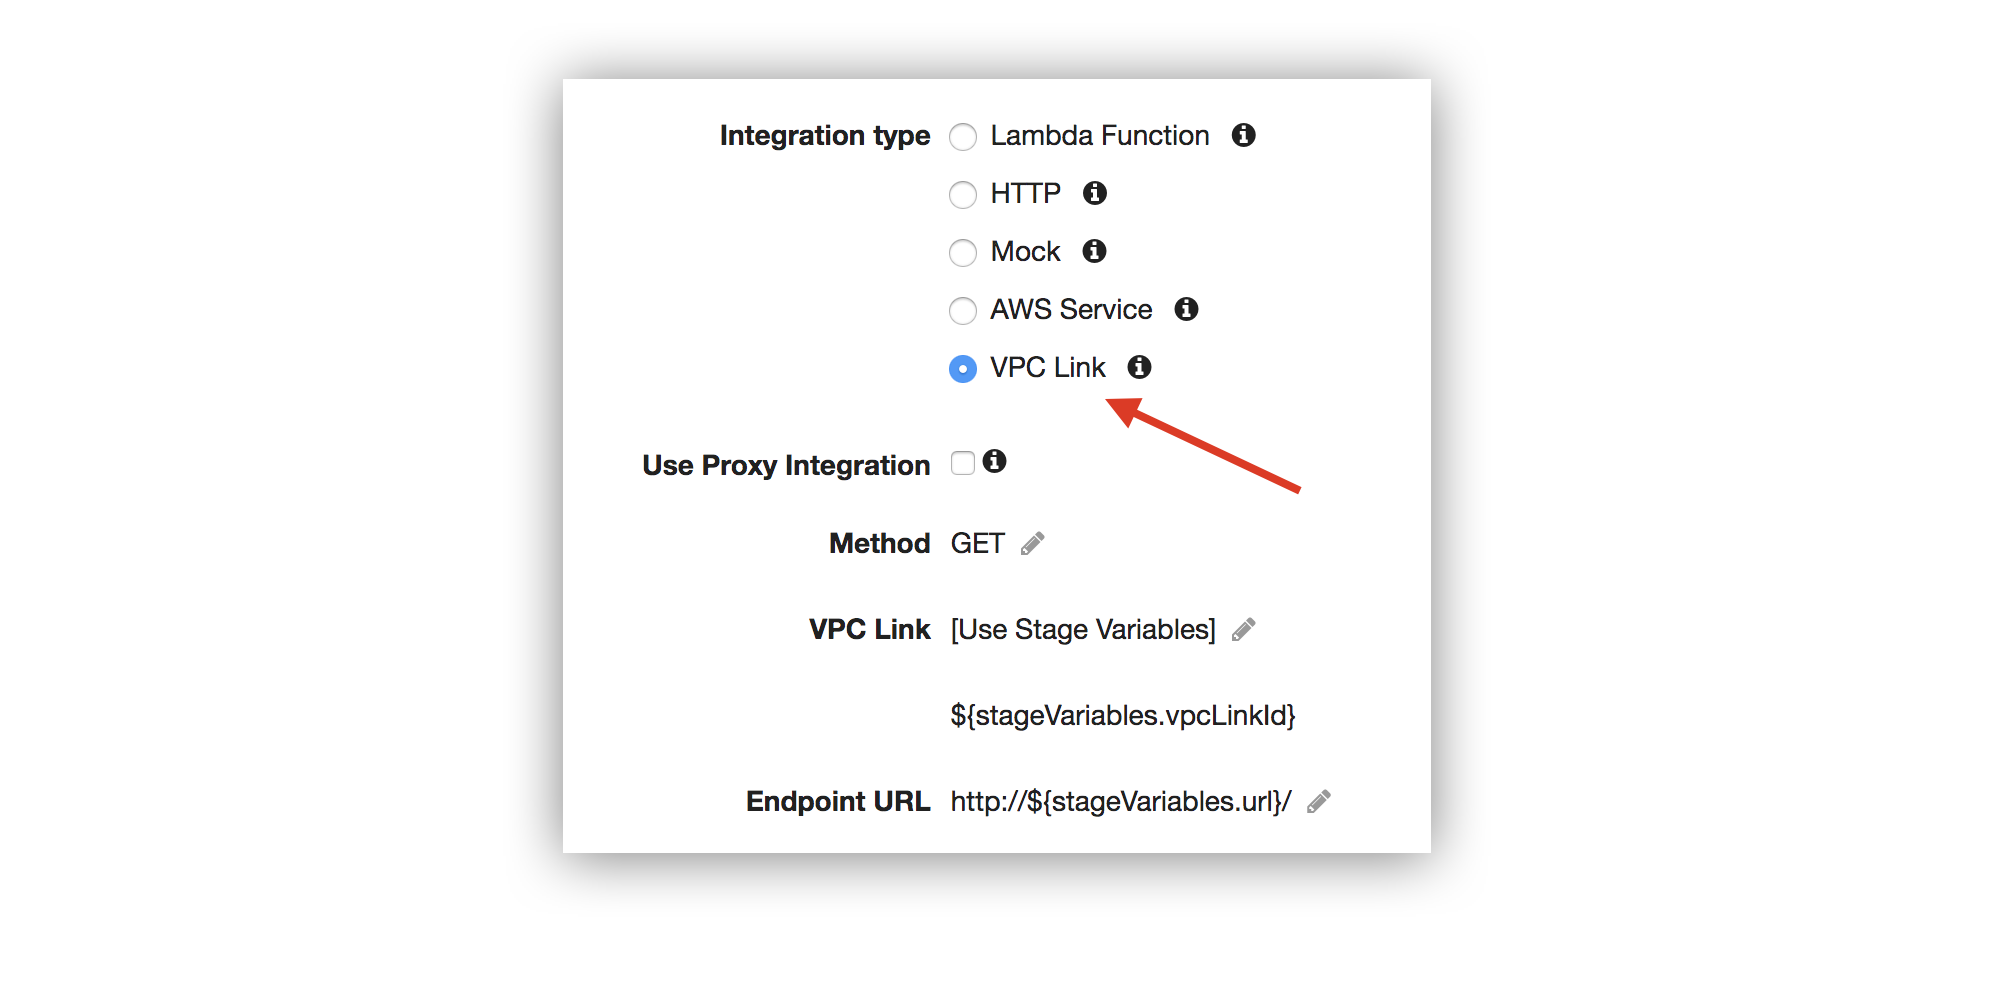 Integration type Lambda Function
HTTP
Mock
AWS Service
VPC Link
Use Proxy Integration
Method GET
VPC Link [Use Stage Variables]
${stageVariables.vpcLinkId}
Endpoint URL http://${stageVariables.url}/